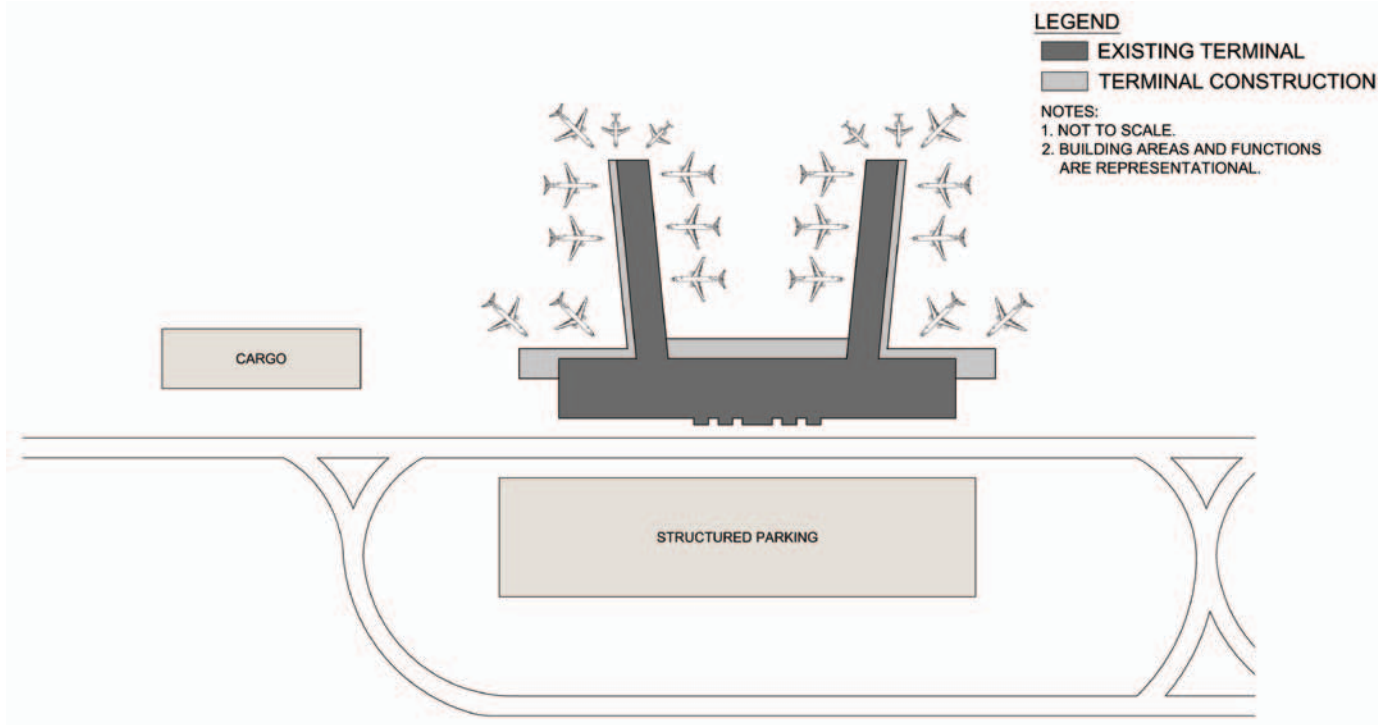 LEGEND
EXISTING TERMINAL
TERMINAL CONSTRUCTION
NOTES:
1. NOT TO SCALE.
2. BUILDING AREAS AND FUNCTIONS
ARE REPRESENTATIONAL.
CARGO
STRUCTURED PARKING